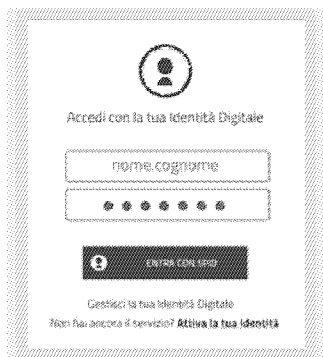 Accedi con la tua Identità Digitale
nome.cognome
ENTRA CON SPID
Gestisci la tua Identità Digitale
Non hai ancora il servizio? Attiva la tua Identità